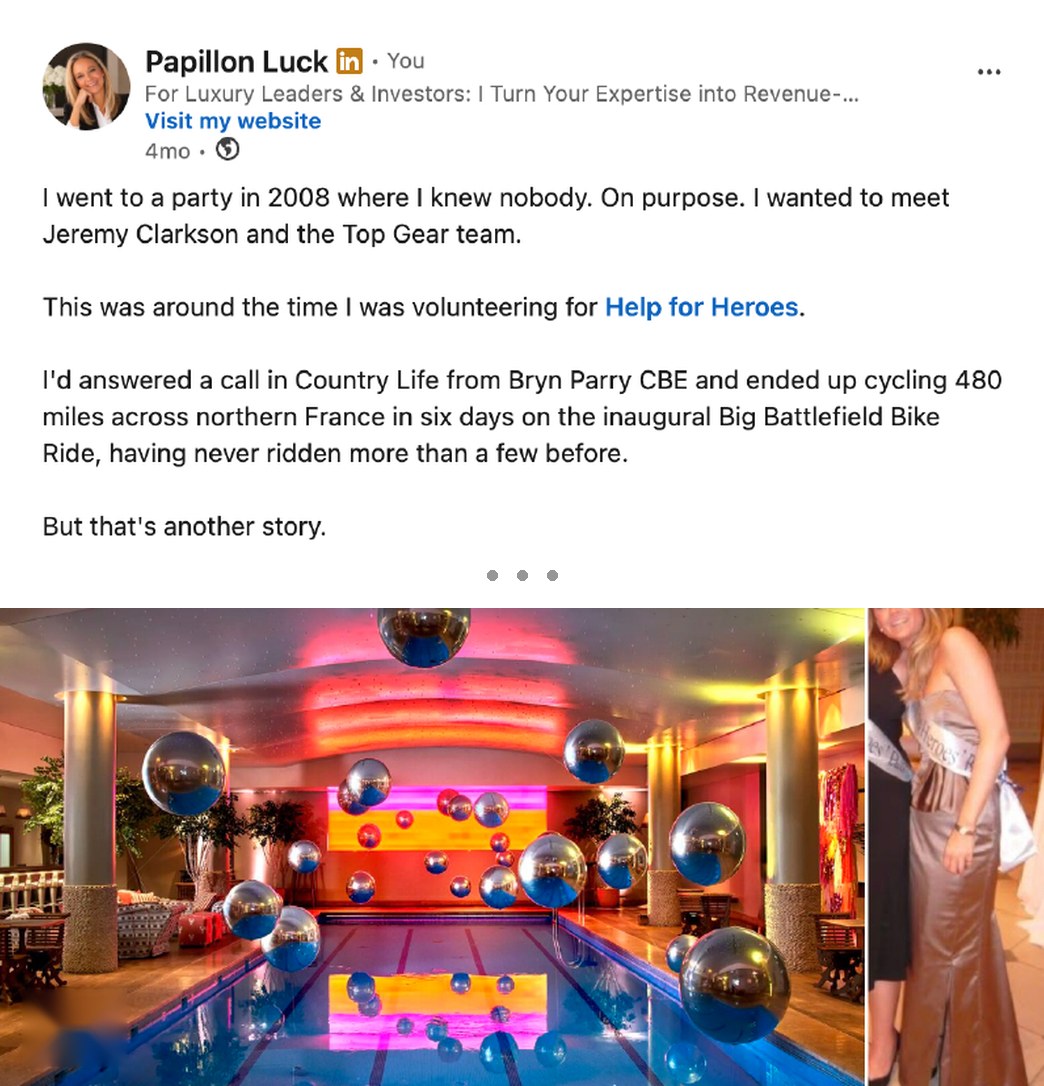 Papillon Luck in • You
For Luxury Leaders & Investors: I Turn Your Expertise into Revenue-...
Visit my website
4mo •
I went to a party in 2008 where I knew nobody. On purpose. I wanted to meet
Jeremy Clarkson and the Top Gear team.
This was around the time I was volunteering for Help for Heroes.
I'd answered a call in Country Life from Bryn Parry CBE and ended up cycling 480
miles across northern France in six days on the inaugural Big Battlefield Bike
Ride, having never ridden more than a few before.
But that's another story.